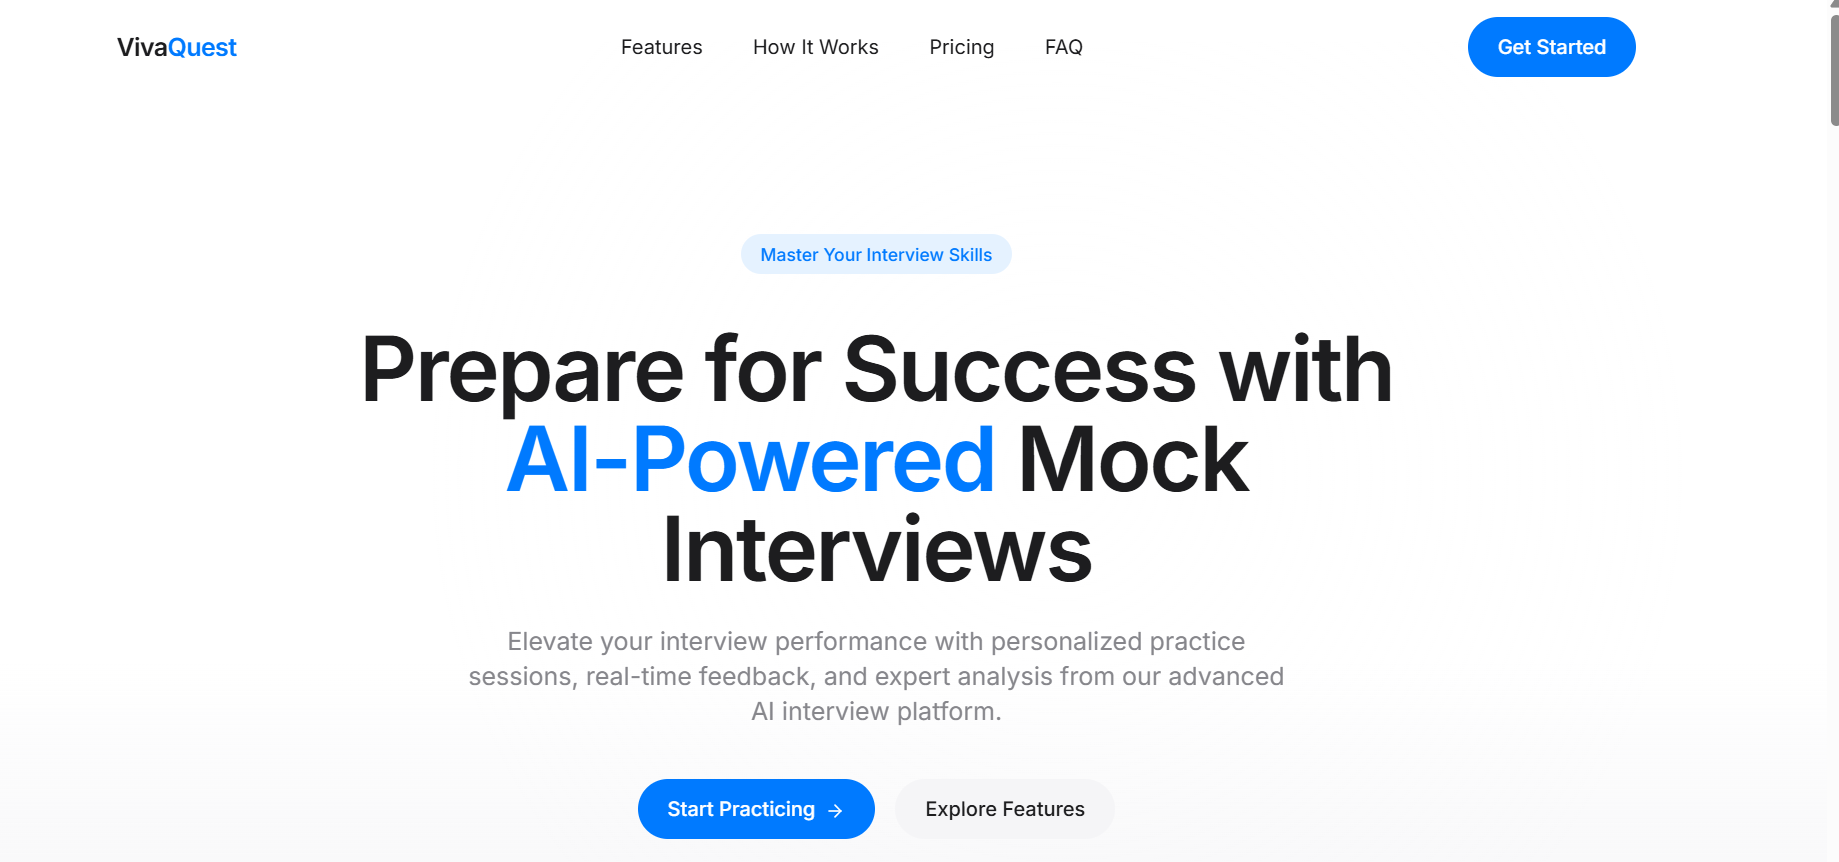 VivaQuest
Features
How It Works
Pricing
FAQ
Get Started
Master Your Interview Skills
Prepare for Success with
AI-Powered Mock
Interviews
Elevate your interview performance with personalized practice
sessions, real-time feedback, and expert analysis from our advanced
AI interview platform.
Start Practicing →
Explore Features